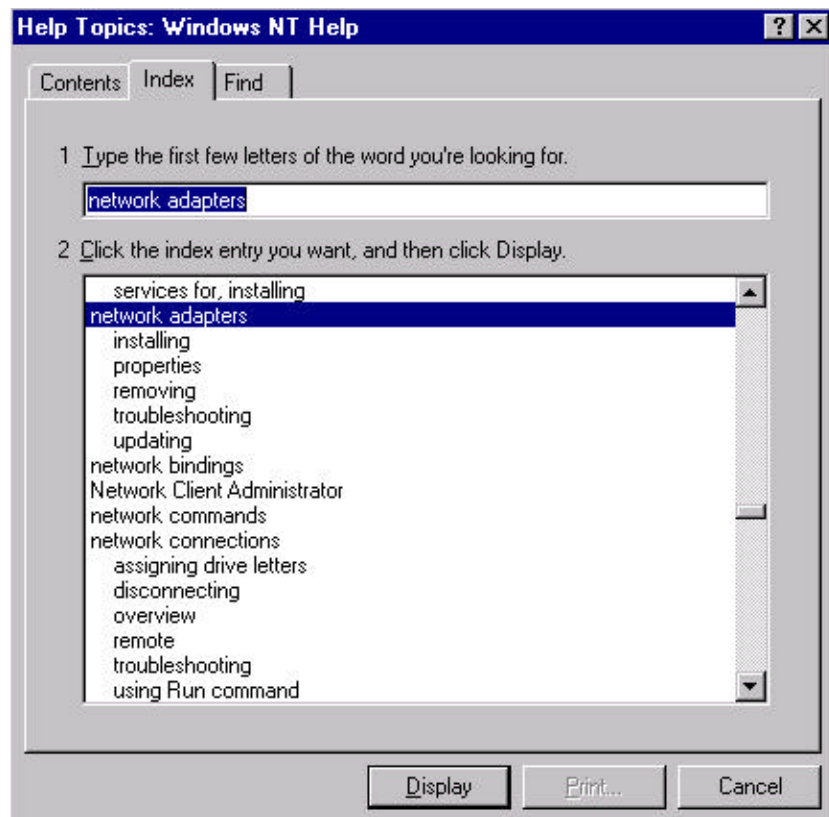 Help Topics: Windows NT Help
Contents Index Find
1 Type the first few letters of the word you're looking for.
network adapters
2 Click the index entry you want, and then click Display.
services for, installing
network adapters
installing
properties
removing
troubleshooting
updating
network bindings
Network Client Administrator
network commands
network connections
assigning drive letters
disconnecting
overview
remote
troubleshooting
using Run command
Display Print... Cancel